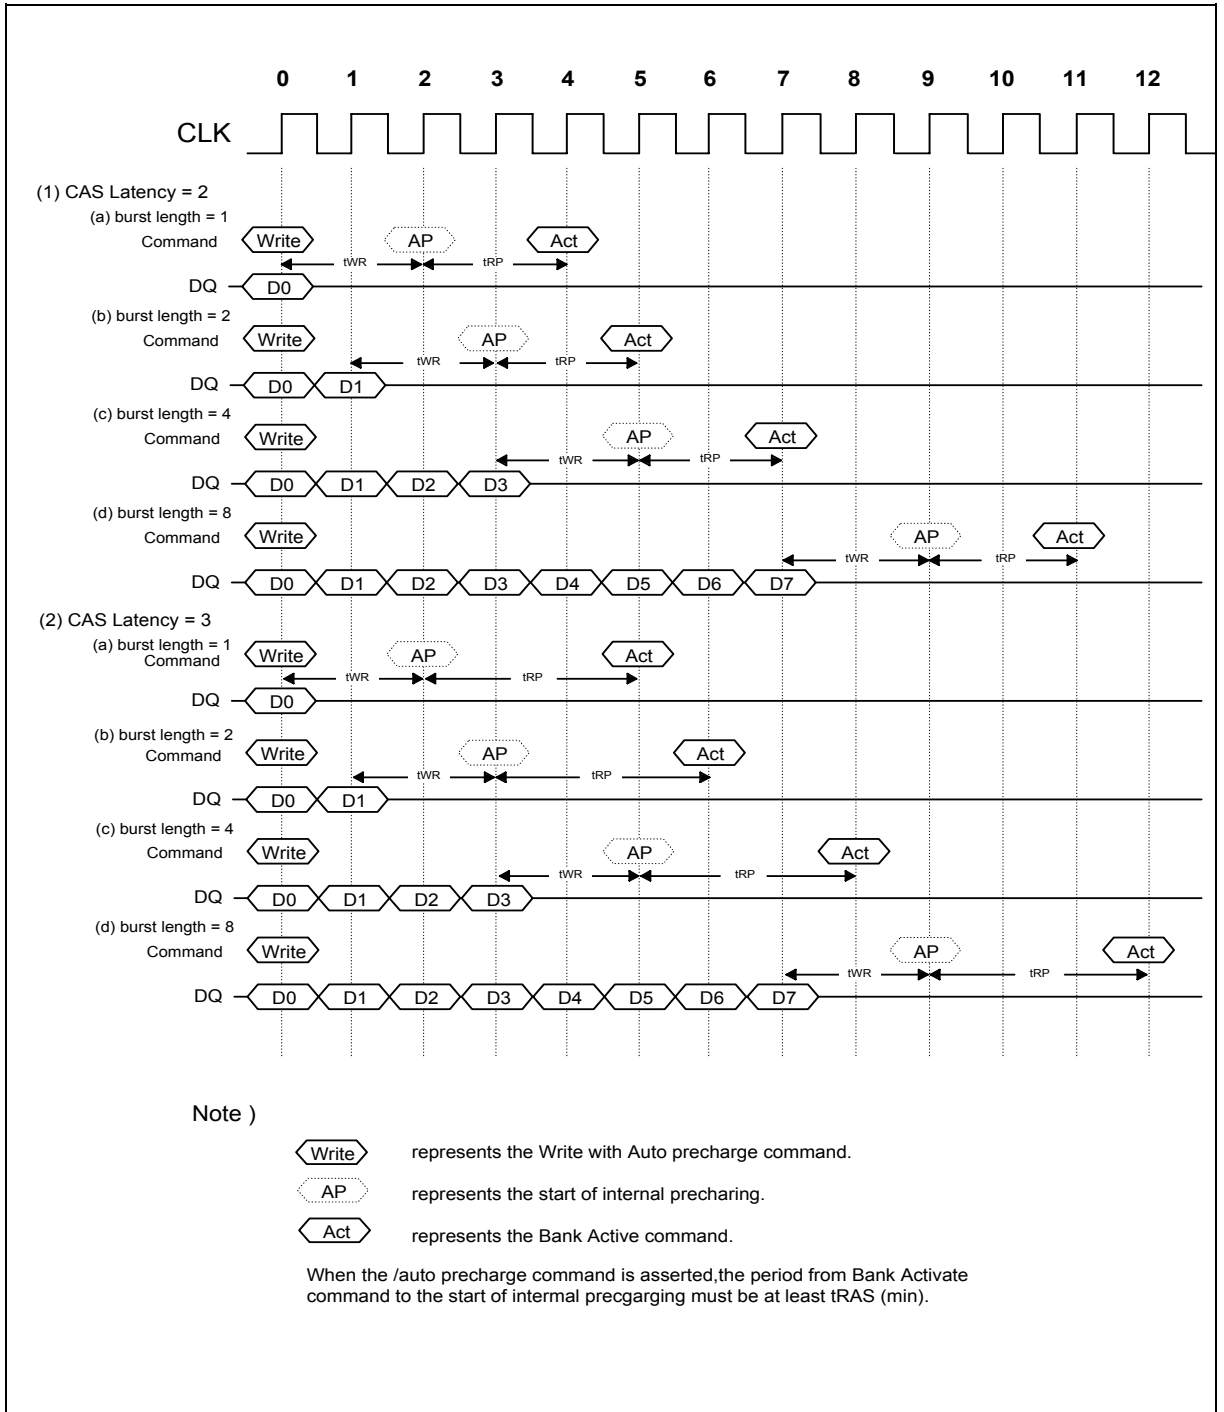 0 1 2 3 4 5 6 7 8 9 10 11 12
CLK
(1) CAS Latency = 2
(a) burst length = 1
Command Write AP Act
tWR tRP
DQ D0
(b) burst length = 2
Command Write AP Act
tWR tRP
DQ D0 D1
(c) burst length = 4
Command Write AP Act
tWR tRP
DQ D0 D1 D2 D3
(d) burst length = 8
Command Write AP Act
tWR tRP
DQ D0 D1 D2 D3 D4 D5 D6 D7
(2) CAS Latency = 3
(a) burst length = 1
Command Write AP Act
tWR tRP
DQ D0
(b) burst length = 2
Command Write AP Act
tWR tRP
DQ D0 D1
(c) burst length = 4
Command Write AP Act
tWR tRP
DQ D0 D1 D2 D3
(d) burst length = 8
Command Write AP Act
tWR tRP
DQ D0 D1 D2 D3 D4 D5 D6 D7
Note )
Write represents the Write with Auto precharge command.
AP represents the start of internal precharing.
Act represents the Bank Active command.
When the /auto precharge command is asserted,the period from Bank Activate
command to the start of intermal precgarging must be at least tRAS (min).